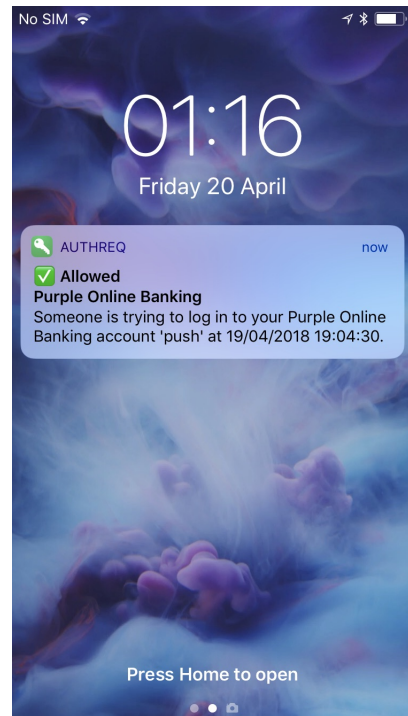 No SIM
01:16
Friday 20 April
AUTHREQ now
✅ Allowed
Purple Online Banking
Someone is trying to log in to your Purple Online
Banking account 'push' at 19/04/2018 19:04:30.
Press Home to open